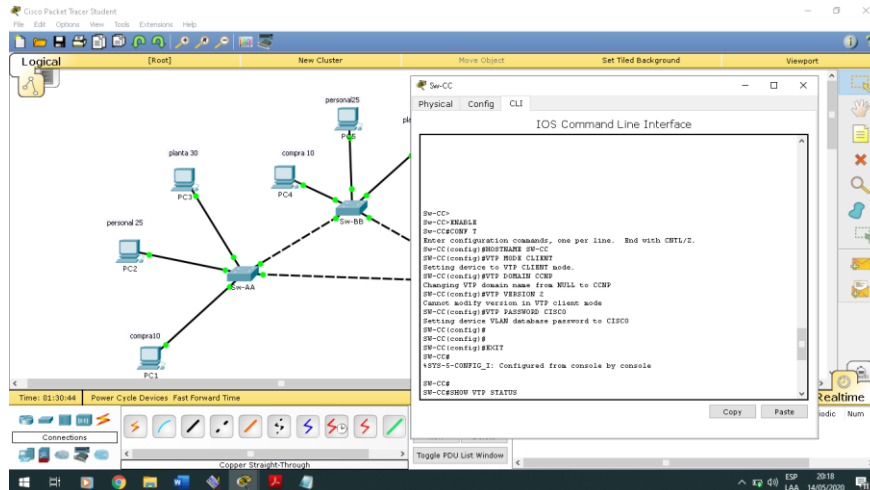 Cisco Packet Tracer Student
File Edit Options View Tools Extensions Help
Logical [Root] New Cluster Move Object Set Tiled Background Viewport
Sw-CC
Physical Config CLI
IOS Command Line Interface
Sw-CC>
Sw-CC>ENABLE
Sw-CC#CONF T
Enter configuration commands, one per line. End with CNTL/Z.
Sw-CC(config)#HOSTNAME SW-CC
SW-CC(config)#VTP MODE CLIENT
Setting device to VTP CLIENT mode.
SW-CC(config)#VTP DOMAIN CCNP
Changing VTP domain name from NULL to CCNP
SW-CC(config)#VTP VERSION 2
Cannot modify version in VTP client mode
SW-CC(config)#VTP PASSWORD CISCO
Setting device VLAN database password to CISCO
SW-CC(config)#
SW-CC(config)#
SW-CC(config)#EXIT
SW-CC#
%SYS-5-CONFIG_I: Configured from console by console
SW-CC#
SW-CC#SHOW VTP STATUS
Copy Paste
personal25
PC5
planta 30
PC3
compra 10
PC4
Sw-BB
personal 25
PC2
Sw-AA
compra10
PC1
Time: 01:30:44 Power Cycle Devices Fast Forward Time
Realtime
Connections
Copper Straight-Through
Toggle PDU List Window
iodic Num
ESP
LAA
20:18
14/05/2020